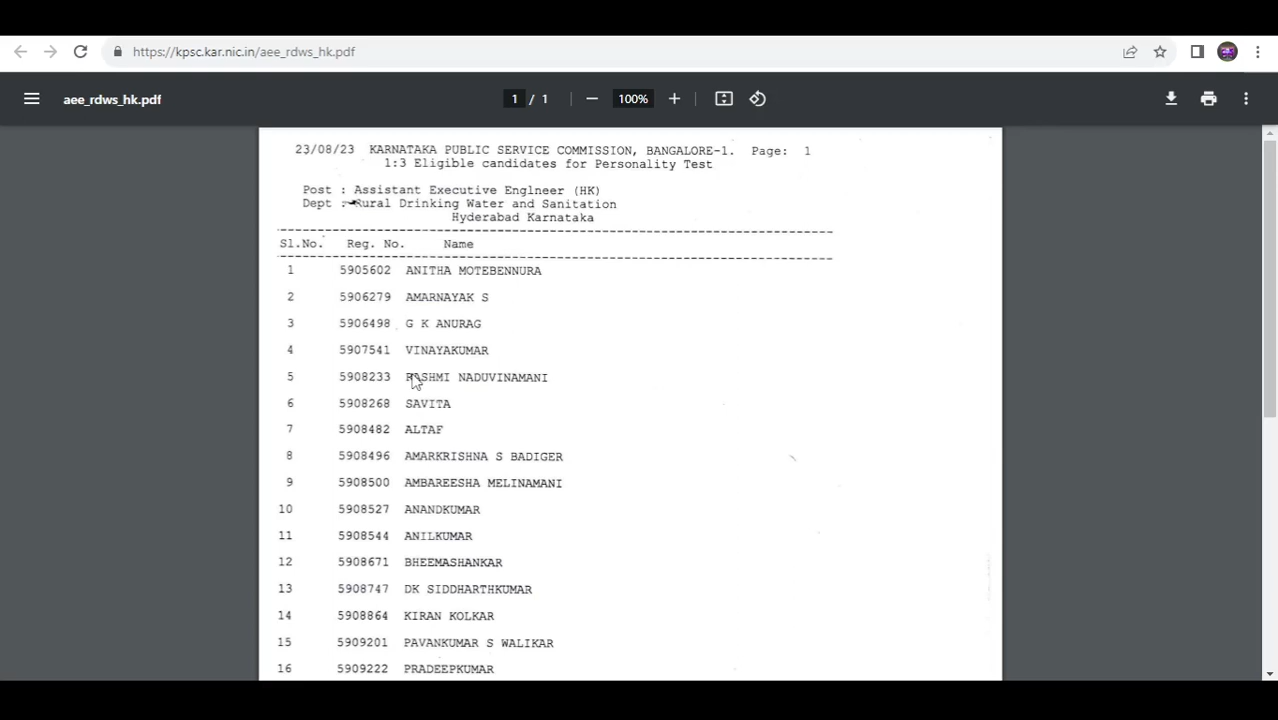 https://kpsc.kar.nic.in/aee_rdws_hk.pdf
aee_rdws_hk.pdf
1 / 1
100%
23/08/23 KARNATAKA PUBLIC SERVICE COMMISSION, BANGALORE-1. Page: 1
1:3 Eligible candidates for Personality Test
Post : Assistant Executive Englneer (HK)
Dept : Rural Drinking Water and Sanitation
Hyderabad Karnataka
Sl.No. Reg. No. Name
1 5905602 ANITHA MOTEBENNURA
2 5906279 AMARNAYAK S
3 5906498 G K ANURAG
4 5907541 VINAYAKUMAR
5 5908233 RASHMI NADUVINAMANI
6 5908268 SAVITA
7 5908482 ALTAF
8 5908496 AMARKRISHNA S BADIGER
9 5908500 AMBAREESHA MELINAMANI
10 5908527 ANANDKUMAR
11 5908544 ANILKUMAR
12 5908671 BHEEMASHANKAR
13 5908747 DK SIDDHARTHKUMAR
14 5908864 KIRAN KOLKAR
15 5909201 PAVANKUMAR S WALIKAR
16 5909222 PRADEEPKUMAR